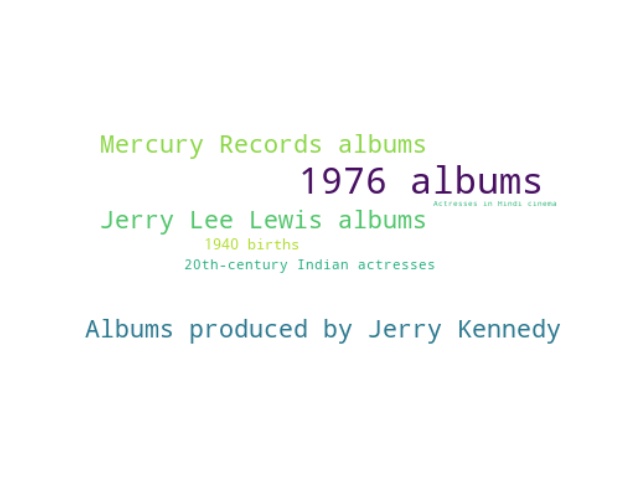 Mercury Records albums
1976 albums
Actresses in Hindi cinema
Jerry Lee Lewis albums
1940 births
20th-century Indian actresses
Albums produced by Jerry Kennedy